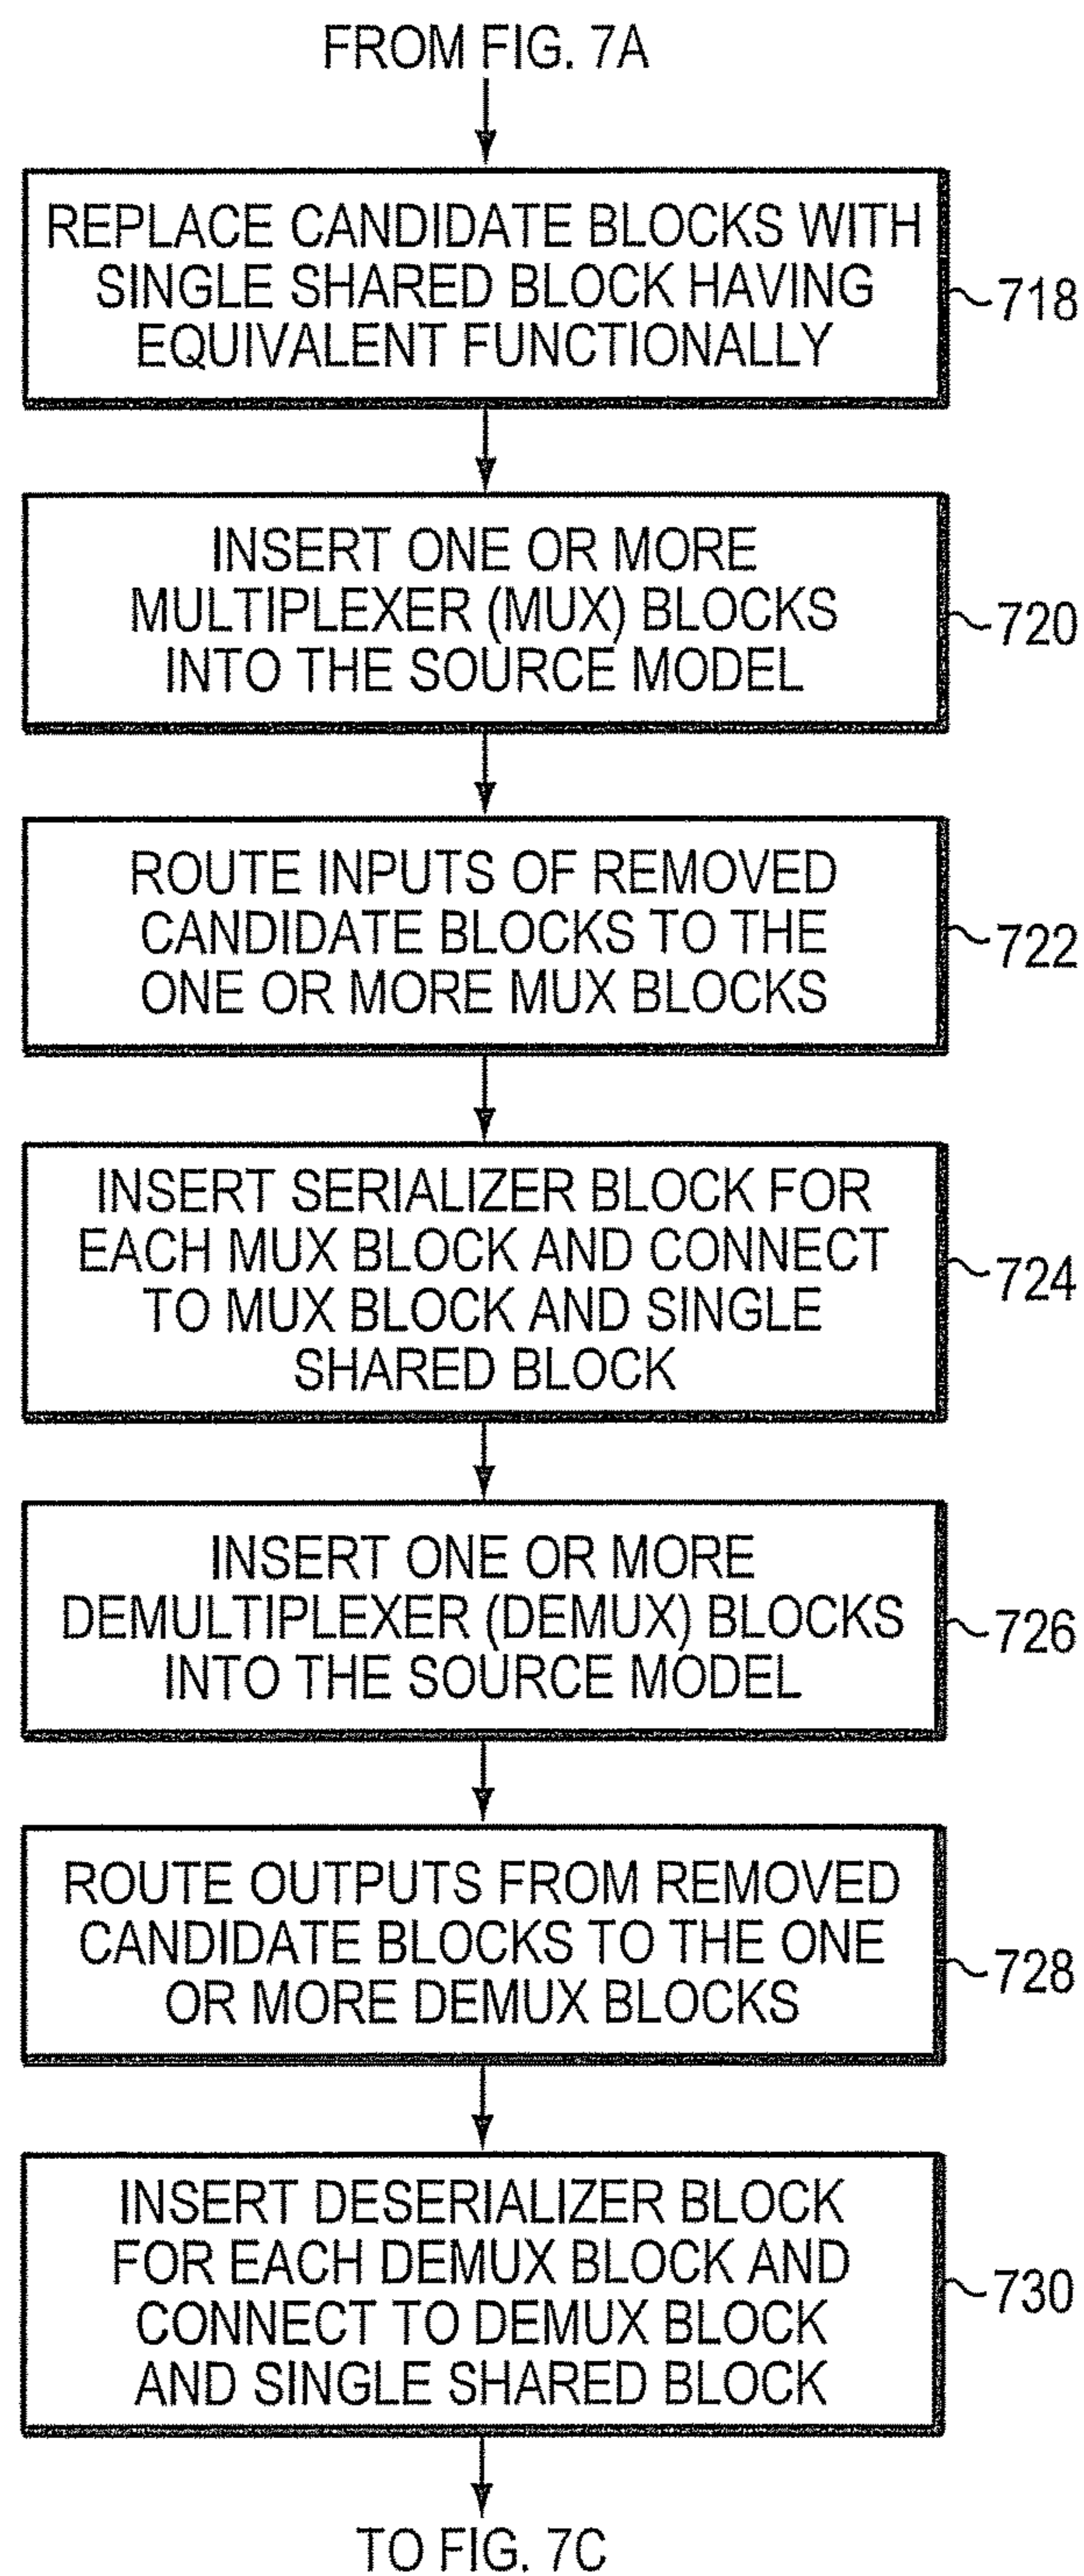 FROM FIG. 7A
REPLACE CANDIDATE BLOCKS WITH
SINGLE SHARED BLOCK HAVING
EQUIVALENT FUNCTIONALLY
718
INSERT ONE OR MORE
MULTIPLEXER (MUX) BLOCKS
INTO THE SOURCE MODEL
720
ROUTE INPUTS OF REMOVED
CANDIDATE BLOCKS TO THE
ONE OR MORE MUX BLOCKS
722
INSERT SERIALIZER BLOCK FOR
EACH MUX BLOCK AND CONNECT
TO MUX BLOCK AND SINGLE
SHARED BLOCK
724
INSERT ONE OR MORE
DEMULTIPLEXER (DEMUX) BLOCKS
INTO THE SOURCE MODEL
726
ROUTE OUTPUTS FROM REMOVED
CANDIDATE BLOCKS TO THE ONE
OR MORE DEMUX BLOCKS
728
INSERT DESERIALIZER BLOCK
FOR EACH DEMUX BLOCK AND
CONNECT TO DEMUX BLOCK
AND SINGLE SHARED BLOCK
730
TO FIG. 7C